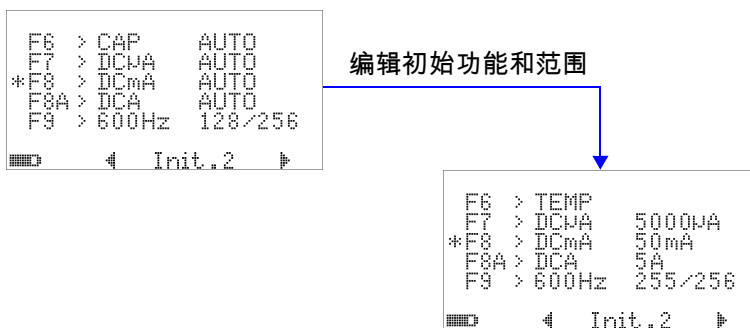 F6 > CAP AUTO
F7 > DCµA AUTO
*F8 > DCmA AUTO
F8A > DCA AUTO
F9 > 600Hz 128/256
◀ Init.2 ▶
编辑初始功能和范围
F6 > TEMP
F7 > DCµA 5000µA
*F8 > DCmA 50mA
F8A > DCA 5A
F9 > 600Hz 255/256
◀ Init.2 ▶